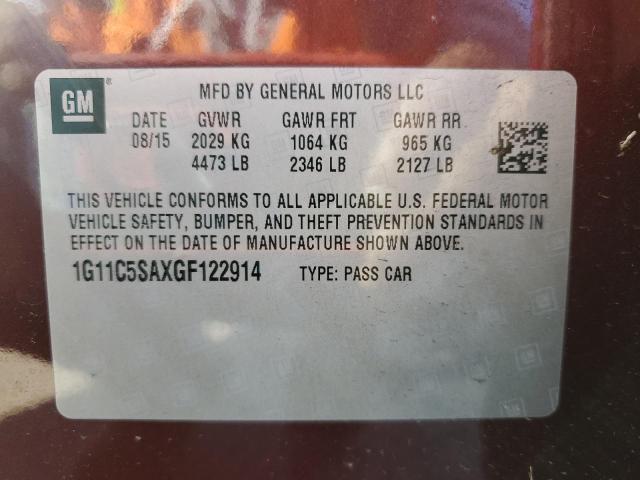 GM
MFD BY GENERAL MOTORS LLC
DATE GVWR GAWR FRT GAWR RR
08/15 2029 KG 1064 KG 965 KG
4473 LB 2346 LB 2127 LB
THIS VEHICLE CONFORMS TO ALL APPLICABLE U.S. FEDERAL MOTOR
VEHICLE SAFETY, BUMPER, AND THEFT PREVENTION STANDARDS IN
EFFECT ON THE DATE OF MANUFACTURE SHOWN ABOVE.
1G11C5SAXGF122914 TYPE: PASS CAR